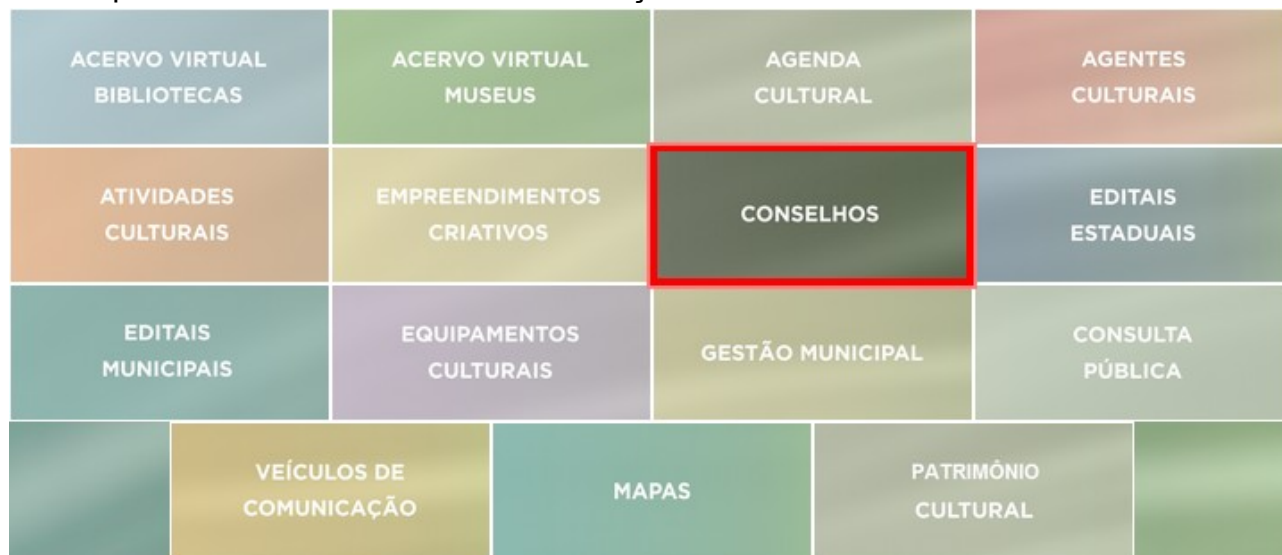 ACERVO VIRTUAL
BIBLIOTECAS
ACERVO VIRTUAL
MUSEUS
AGENDA
CULTURAL
AGENTES
CULTURAIS
ATIVIDADES
CULTURAIS
EMPREENDIMENTOS
CRIATIVOS
CONSELHOS
EDITAIS
ESTADUAIS
EDITAIS
MUNICIPAIS
EQUIPAMENTOS
CULTURAIS
GESTÃO MUNICIPAL
CONSULTA
PÚBLICA
VEÍCULOS DE
COMUNICAÇÃO
MAPAS
PATRIMÔNIO
CULTURAL